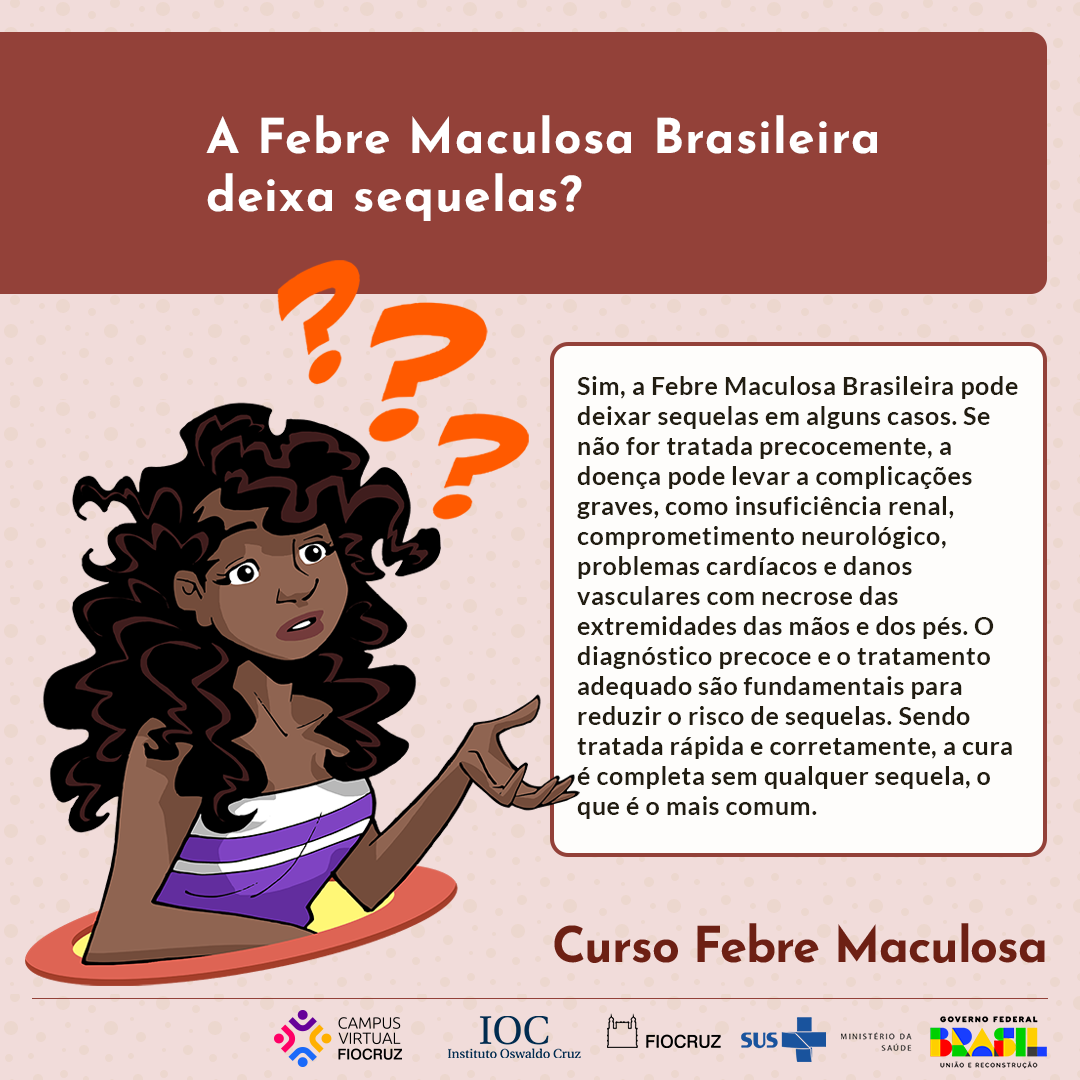 A Febre Maculosa Brasileira
deixa sequelas?
? ? ?
Sim, a Febre Maculosa Brasileira pode
deixar sequelas em alguns casos. Se
não for tratada precocemente, a
doença pode levar a complicações
graves, como insuficiência renal,
comprometimento neurológico,
problemas cardíacos e danos
vasculares com necrose das
extremidades das mãos e dos pés. O
diagnóstico precoce e o tratamento
adequado são fundamentais para
reduzir o risco de sequelas. Sendo
tratada rápida e corretamente, a cura
é completa sem qualquer sequela, o
que é o mais comum.
Curso Febre Maculosa
CAMPUS
VIRTUAL
FIOCRUZ
IOC
Instituto Oswaldo Cruz
FIOCRUZ
SUS
MINISTÉRIO DA
SAÚDE
GOVERNO FEDERAL
BRASIL
UNIÃO E RECONSTRUÇÃO